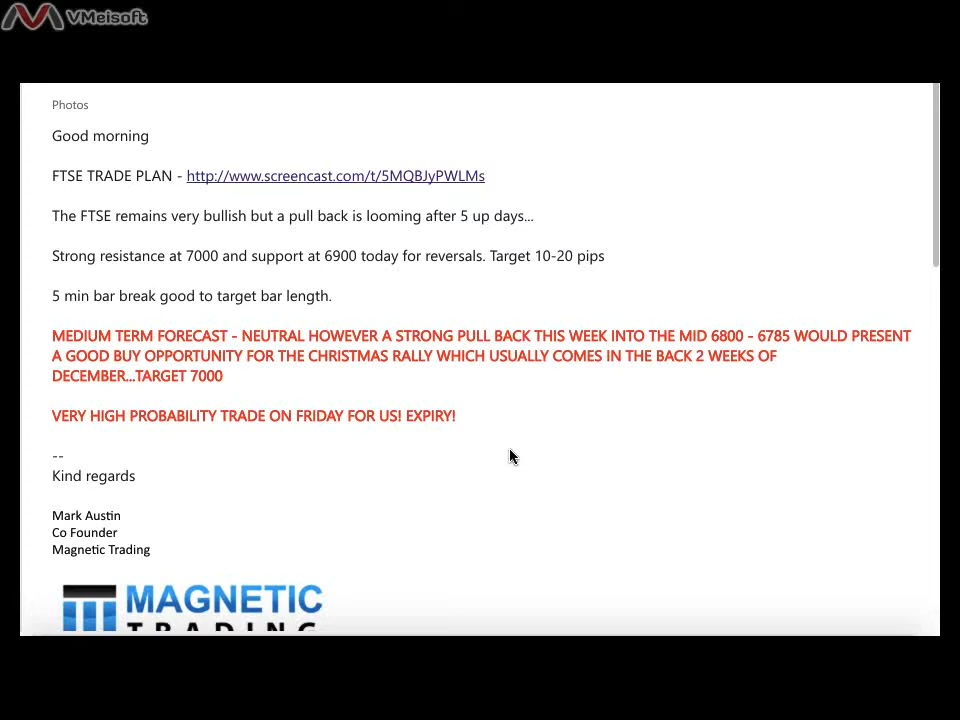 VMeisoft
Photos
Good morning
FTSE TRADE PLAN - http://www.screencast.com/t/5MQBJyPWLMs
The FTSE remains very bullish but a pull back is looming after 5 up days...
Strong resistance at 7000 and support at 6900 today for reversals. Target 10-20 pips
5 min bar break good to target bar length.
MEDIUM TERM FORECAST - NEUTRAL HOWEVER A STRONG PULL BACK THIS WEEK INTO THE MID 6800 - 6785 WOULD PRESENT
A GOOD BUY OPPORTUNITY FOR THE CHRISTMAS RALLY WHICH USUALLY COMES IN THE BACK 2 WEEKS OF
DECEMBER...TARGET 7000
VERY HIGH PROBABILITY TRADE ON FRIDAY FOR US! EXPIRY!
--
Kind regards
Mark Austin
Co Founder
Magnetic Trading
MAGNETIC
TRADING